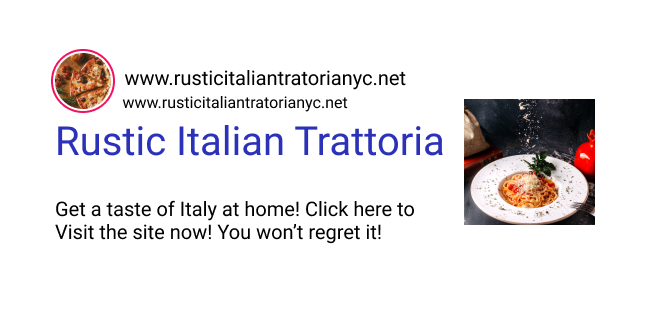 www.rusticitaliantratorianyc.net
www.rusticitaliantratorianyc.net
Rustic Italian Trattoria
Get a taste of Italy at home! Click here to
Visit the site now! You won’t regret it!